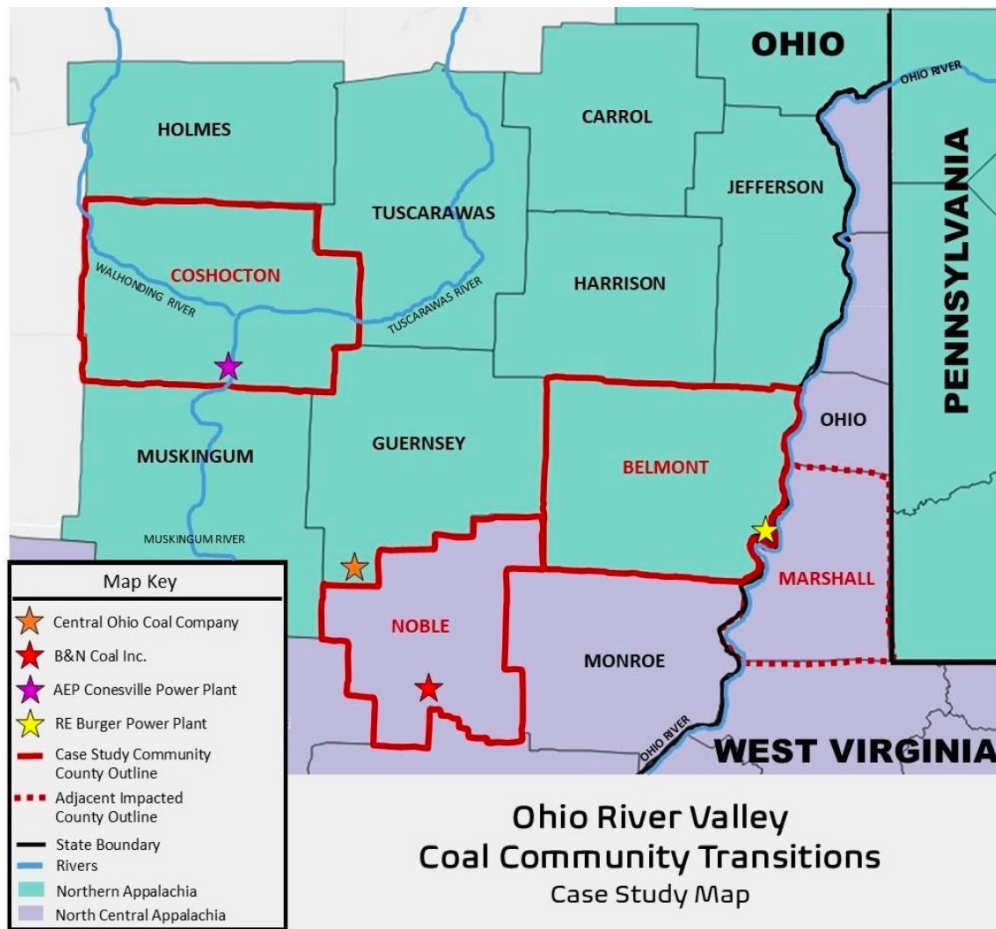 OHIO
OHIO RIVER
HOLMES
CARROL
JEFFERSON
TUSCARAWAS
PENNSYLVANIA
COSHOCTON
HARRISON
WALHONDING RIVER
TUSCARAWAS RIVER
OHIO
GUERNSEY
MUSKINGUM
BELMONT
MUSKINGUM RIVER
MARSHALL
NOBLE
MONROE
OHIO RIVER
WEST VIRGINIA
Map Key
Central Ohio Coal Company
B&N Coal Inc.
AEP Conesville Power Plant
RE Burger Power Plant
Case Study Community
County Outline
Adjacent Impacted
County Outline
State Boundary
Rivers
Northern Appalachia
North Central Appalachia
Ohio River Valley
Coal Community Transitions
Case Study Map